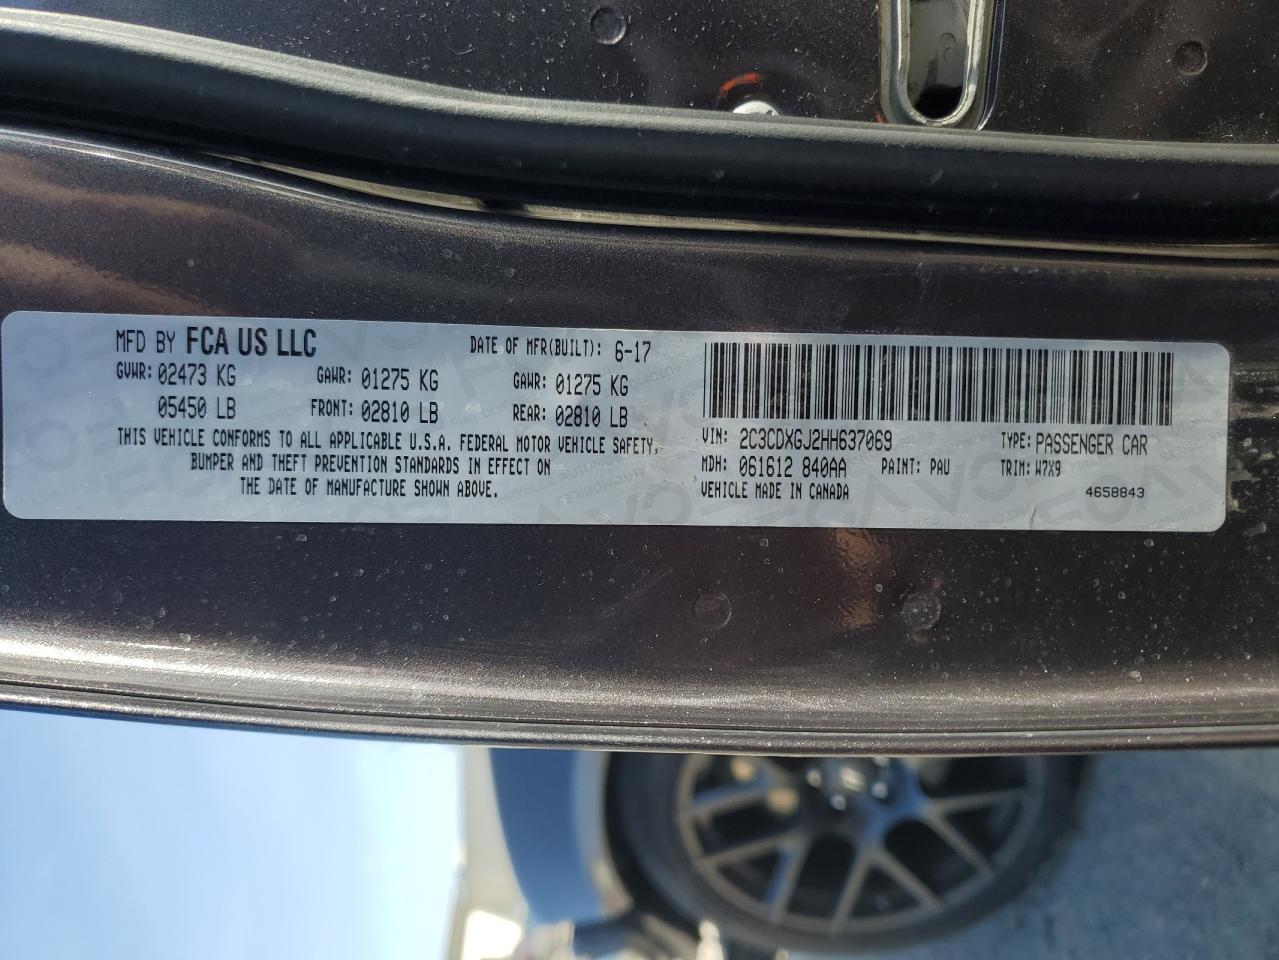 MFD BY FCA US LLC DATE OF MFR(BUILT): 6-17
GVWR: 02473 KG GAWR: 01275 KG GAWR: 01275 KG
05450 LB FRONT: 02810 LB REAR: 02810 LB
THIS VEHICLE CONFORMS TO ALL APPLICABLE U.S.A. FEDERAL MOTOR VEHICLE SAFETY,
BUMPER AND THEFT PREVENTION STANDARDS IN EFFECT ON
THE DATE OF MANUFACTURE SHOWN ABOVE.
VIN: 2C3CDXGJ2HH637069 TYPE: PASSENGER CAR
MDH: 061612 840AA PAINT: PAU TRIM: W7X9
VEHICLE MADE IN CANADA 4658843